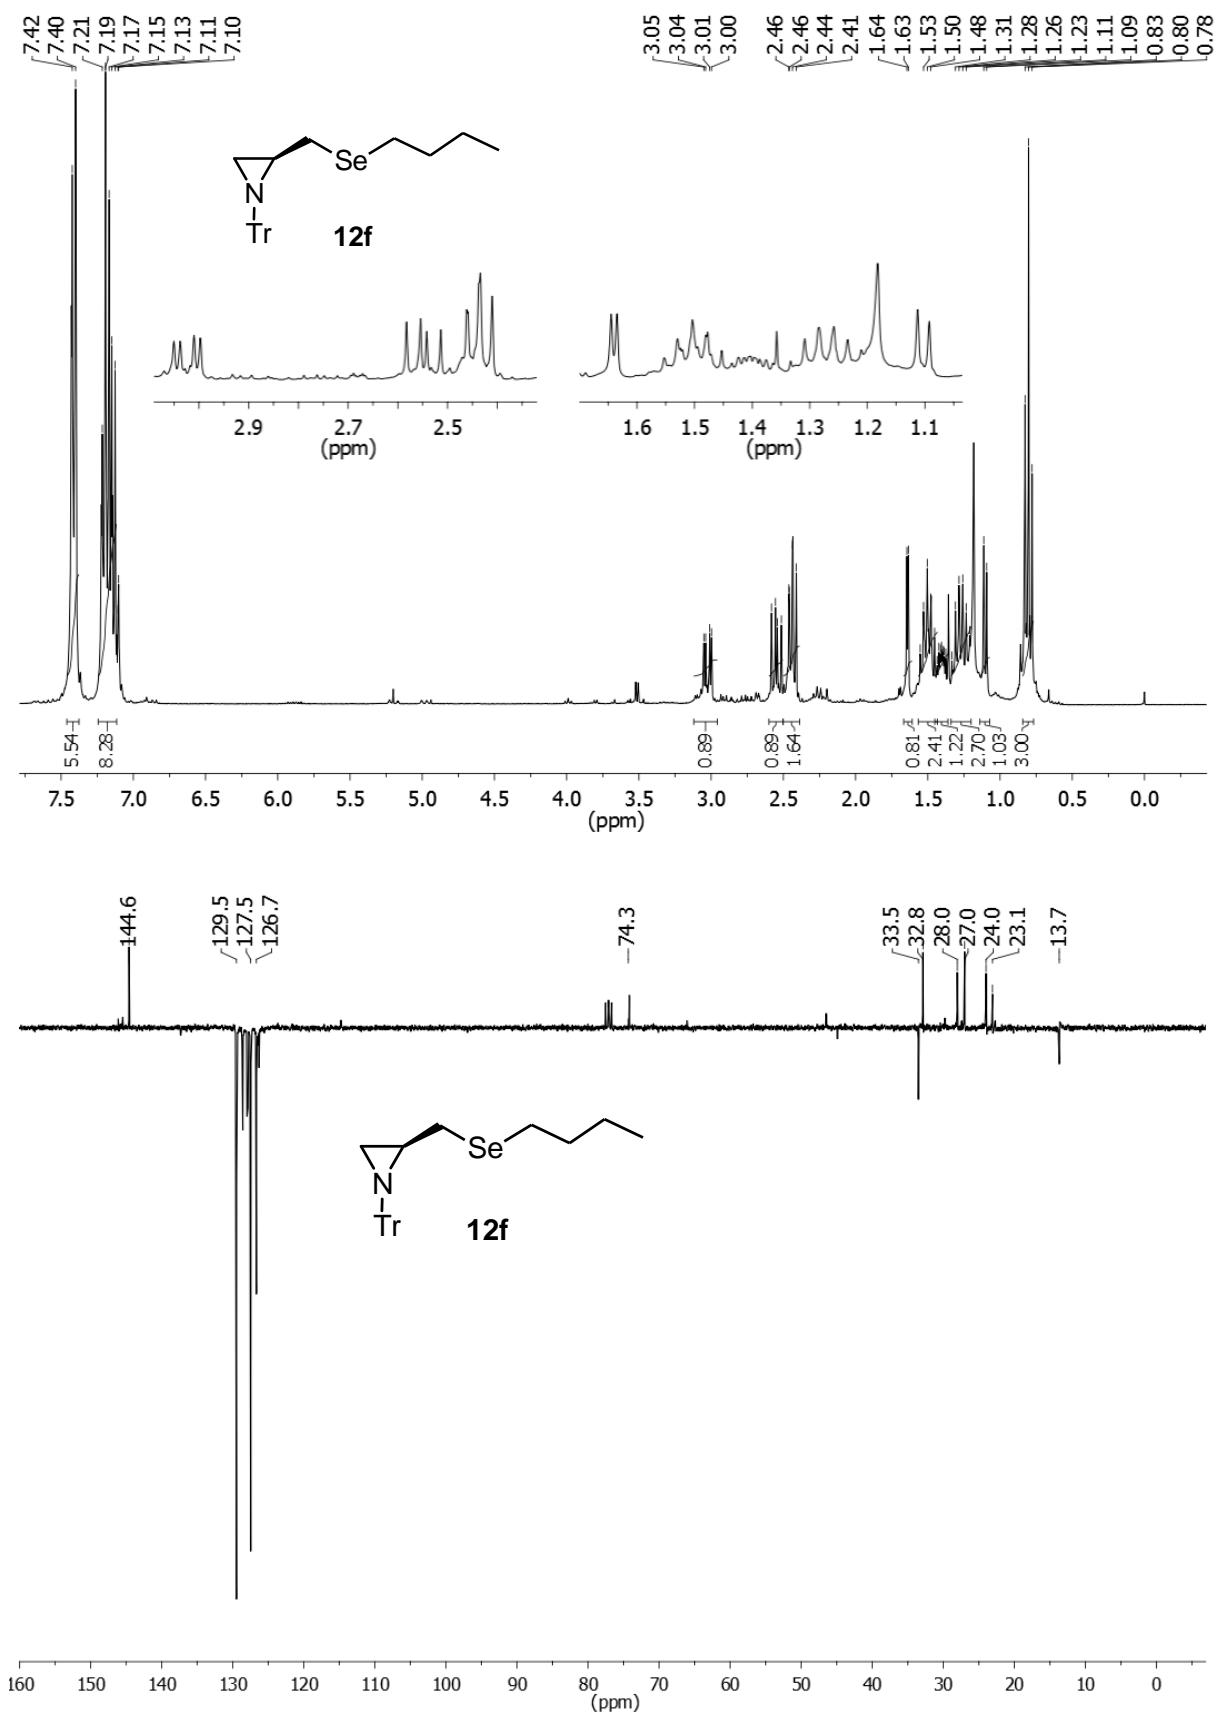 7.42 7.40 7.21 7.19 7.17 7.15 7.13 7.11 7.10 3.05 3.04 3.01 3.00 2.46 2.46 2.44 2.41 1.64 1.63 1.53 1.50 1.48 1.31 1.28 1.26 1.23 1.11 1.09 0.83 0.80 0.78
Se
N
Tr 12f
2.9 2.7 2.5
(ppm)
1.6 1.5 1.4 1.3 1.2 1.1
(ppm)
5.54 8.28 0.89 0.89 1.64 0.81 2.41 1.22 2.70 1.03 3.00
7.5 7.0 6.5 6.0 5.5 5.0 4.5 4.0 3.5 3.0 2.5 2.0 1.5 1.0 0.5 0.0
(ppm)
144.6 129.5 127.5 126.7 74.3 33.5 32.8 28.0 27.0 24.0 23.1 13.7
Se
N
Tr 12f
160 150 140 130 120 110 100 90 80 70 60 50 40 30 20 10 0
(ppm)